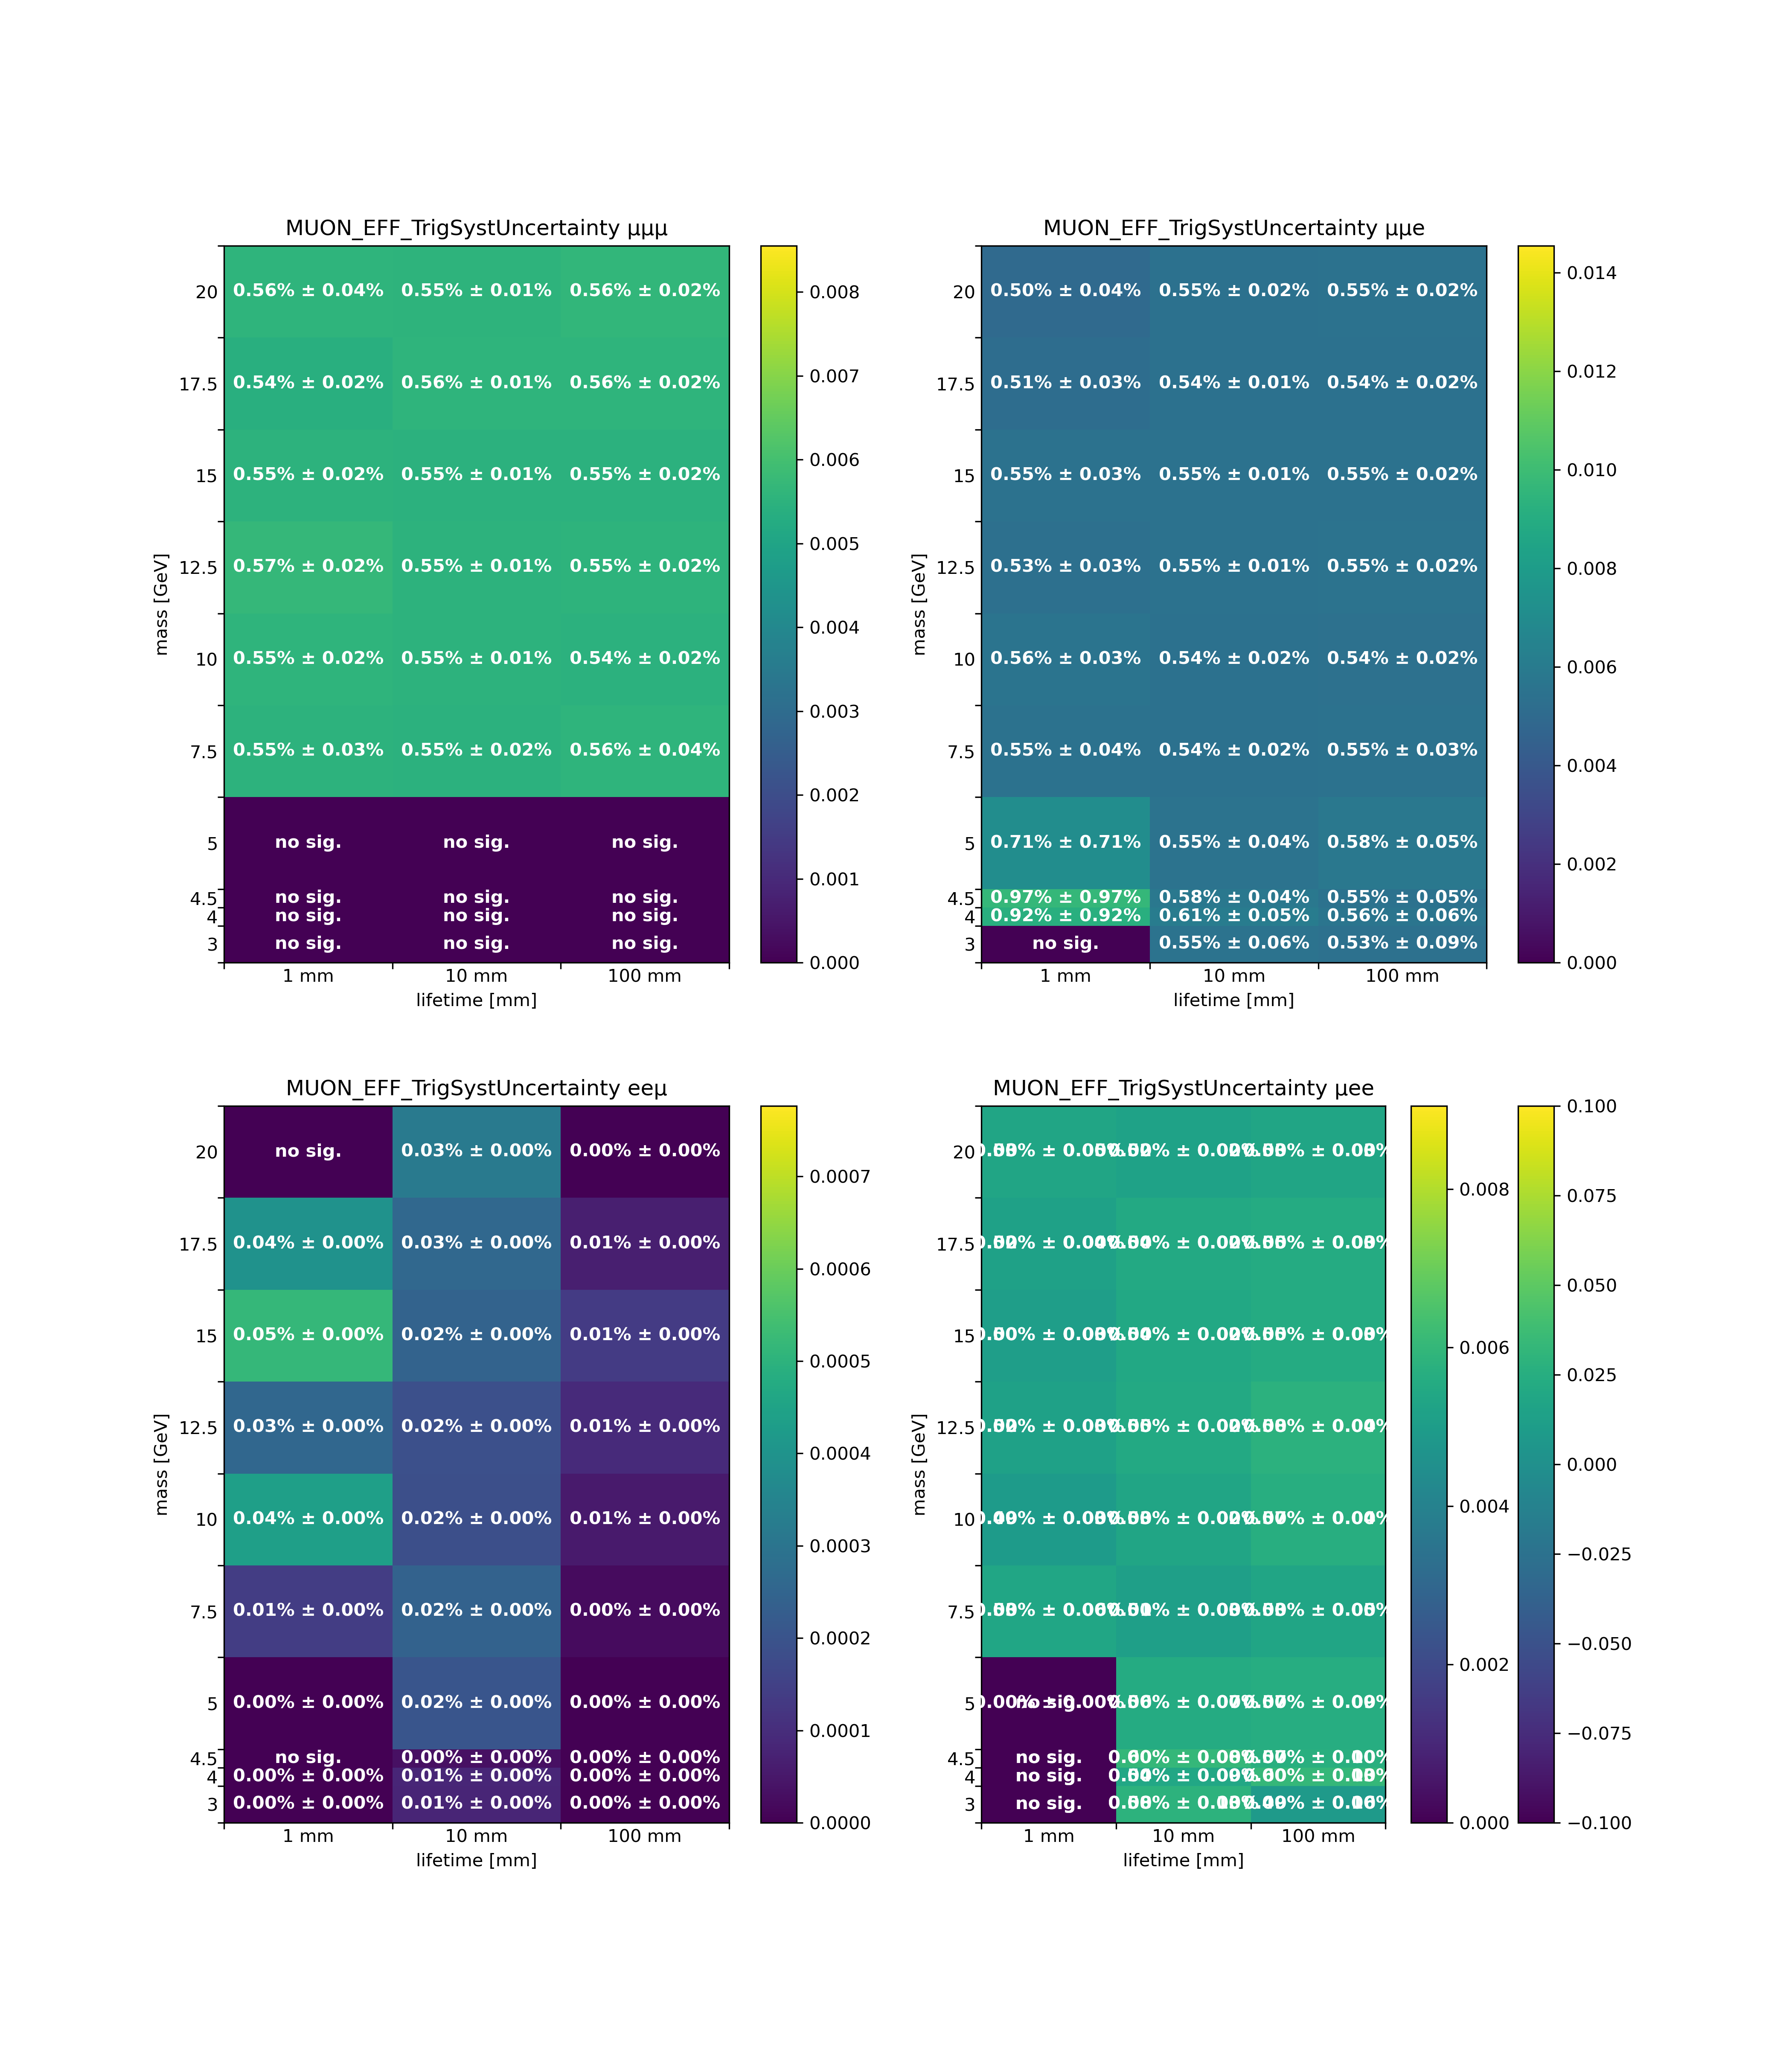 MUON_EFF_TrigSystUncertainty μμμ
20 0.56% ± 0.04% 0.55% ± 0.01% 0.56% ± 0.02%
17.5 0.54% ± 0.02% 0.56% ± 0.01% 0.56% ± 0.02%
15 0.55% ± 0.02% 0.55% ± 0.01% 0.55% ± 0.02%
12.5 0.57% ± 0.02% 0.55% ± 0.01% 0.55% ± 0.02%
10 0.55% ± 0.02% 0.55% ± 0.01% 0.54% ± 0.02%
7.5 0.55% ± 0.03% 0.55% ± 0.02% 0.56% ± 0.04%
5 no sig. no sig. no sig.
4.5 no sig. no sig. no sig.
4 no sig. no sig. no sig.
3 no sig. no sig. no sig.
1 mm 10 mm 100 mm
lifetime [mm]
mass [GeV]
0.008
0.007
0.006
0.005
0.004
0.003
0.002
0.001
0.000
MUON_EFF_TrigSystUncertainty μμe
20 0.50% ± 0.04% 0.55% ± 0.02% 0.55% ± 0.02%
17.5 0.51% ± 0.03% 0.54% ± 0.01% 0.54% ± 0.02%
15 0.55% ± 0.03% 0.55% ± 0.01% 0.55% ± 0.02%
12.5 0.53% ± 0.03% 0.55% ± 0.01% 0.55% ± 0.02%
10 0.56% ± 0.03% 0.54% ± 0.02% 0.54% ± 0.02%
7.5 0.55% ± 0.04% 0.54% ± 0.02% 0.55% ± 0.03%
5 0.71% ± 0.71% 0.55% ± 0.04% 0.58% ± 0.05%
4.5 0.97% ± 0.97% 0.58% ± 0.04% 0.55% ± 0.05%
4 0.92% ± 0.92% 0.61% ± 0.05% 0.56% ± 0.06%
3 no sig. 0.55% ± 0.06% 0.53% ± 0.09%
1 mm 10 mm 100 mm
lifetime [mm]
mass [GeV]
0.014
0.012
0.010
0.008
0.006
0.004
0.002
0.000
MUON_EFF_TrigSystUncertainty eeμ
20 no sig. 0.03% ± 0.00% 0.00% ± 0.00%
17.5 0.04% ± 0.00% 0.03% ± 0.00% 0.01% ± 0.00%
15 0.05% ± 0.00% 0.02% ± 0.00% 0.01% ± 0.00%
12.5 0.03% ± 0.00% 0.02% ± 0.00% 0.01% ± 0.00%
10 0.04% ± 0.00% 0.02% ± 0.00% 0.01% ± 0.00%
7.5 0.01% ± 0.00% 0.02% ± 0.00% 0.00% ± 0.00%
5 0.00% ± 0.00% 0.02% ± 0.00% 0.00% ± 0.00%
4.5 no sig. 0.00% ± 0.00% 0.00% ± 0.00%
4 0.00% ± 0.00% 0.01% ± 0.00% 0.00% ± 0.00%
3 0.00% ± 0.00% 0.01% ± 0.00% 0.00% ± 0.00%
1 mm 10 mm 100 mm
lifetime [mm]
mass [GeV]
0.0007
0.0006
0.0005
0.0004
0.0003
0.0002
0.0001
0.0000
MUON_EFF_TrigSystUncertainty μee
20
17.5
15
12.5
10
7.5
5
4.5 no sig.
4 no sig.
3 no sig.
1 mm 10 mm 100 mm
lifetime [mm]
mass [GeV]
0.008
0.006
0.004
0.002
0.000
0.100
0.075
0.050
0.025
0.000
−0.025
−0.050
−0.075
−0.100